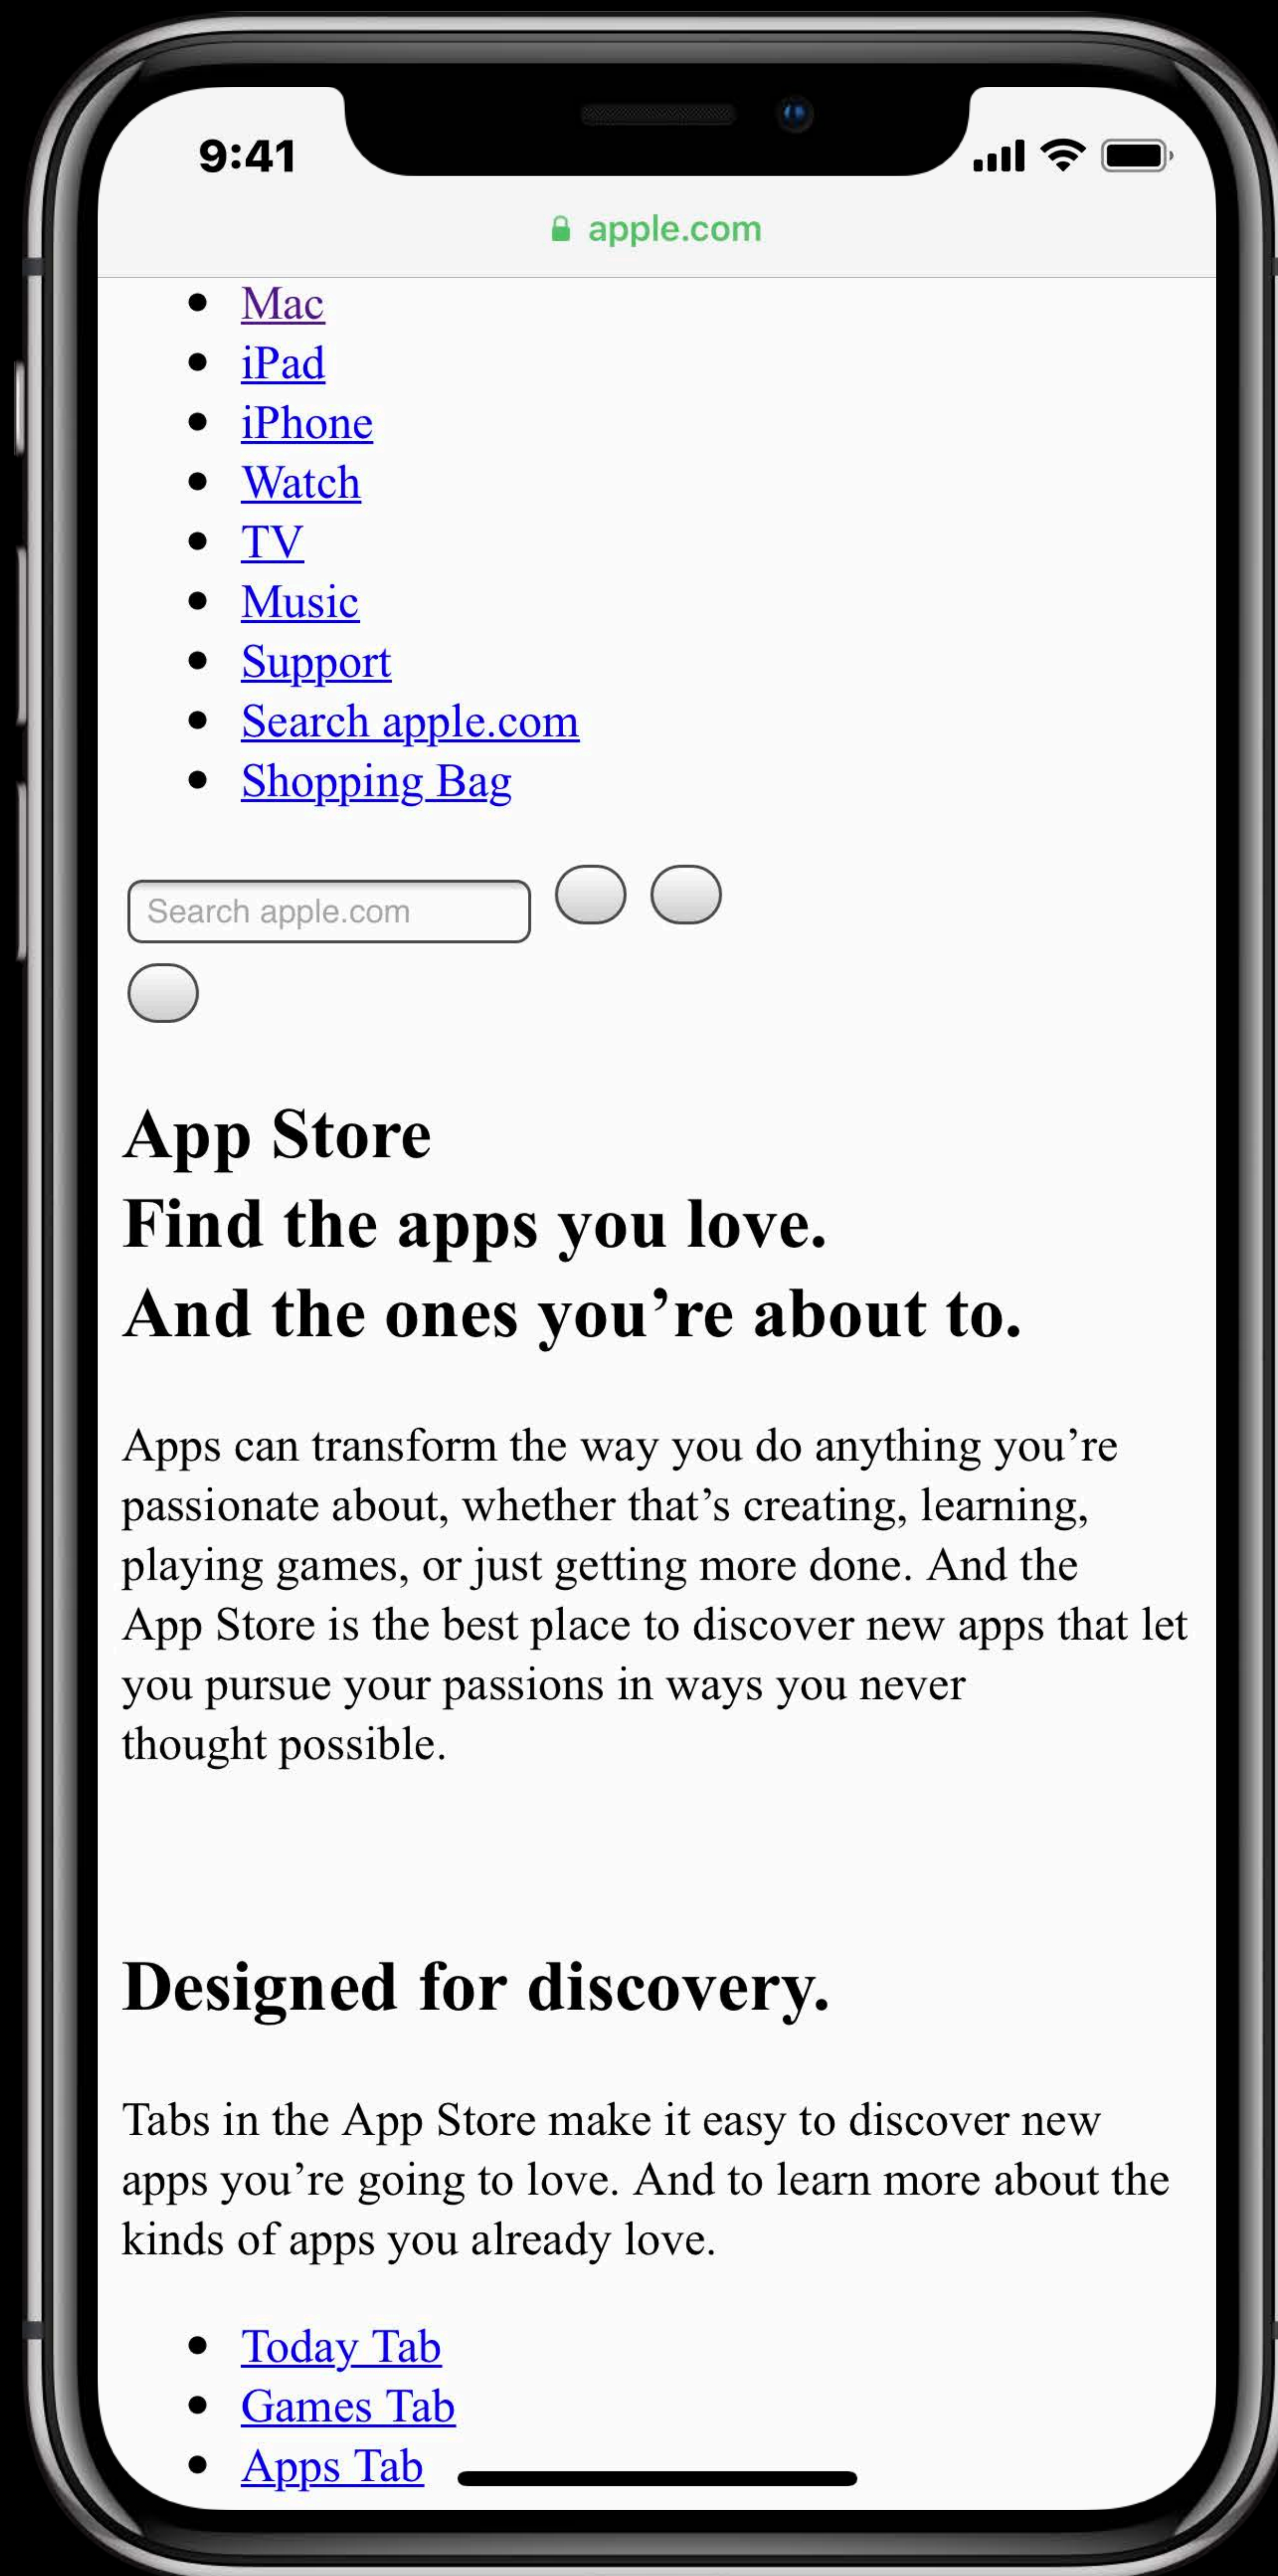 9:41
apple.com
Mac
iPad
iPhone
Watch
TV
Music
Support
Search apple.com
Shopping Bag
Search apple.com
App Store
Find the apps you love.
And the ones you’re about to.
Apps can transform the way you do anything you’re
passionate about, whether that’s creating, learning,
playing games, or just getting more done. And the
App Store is the best place to discover new apps that let
you pursue your passions in ways you never
thought possible.
Designed for discovery.
Tabs in the App Store make it easy to discover new
apps you’re going to love. And to learn more about the
kinds of apps you already love.
Today Tab
Games Tab
Apps Tab